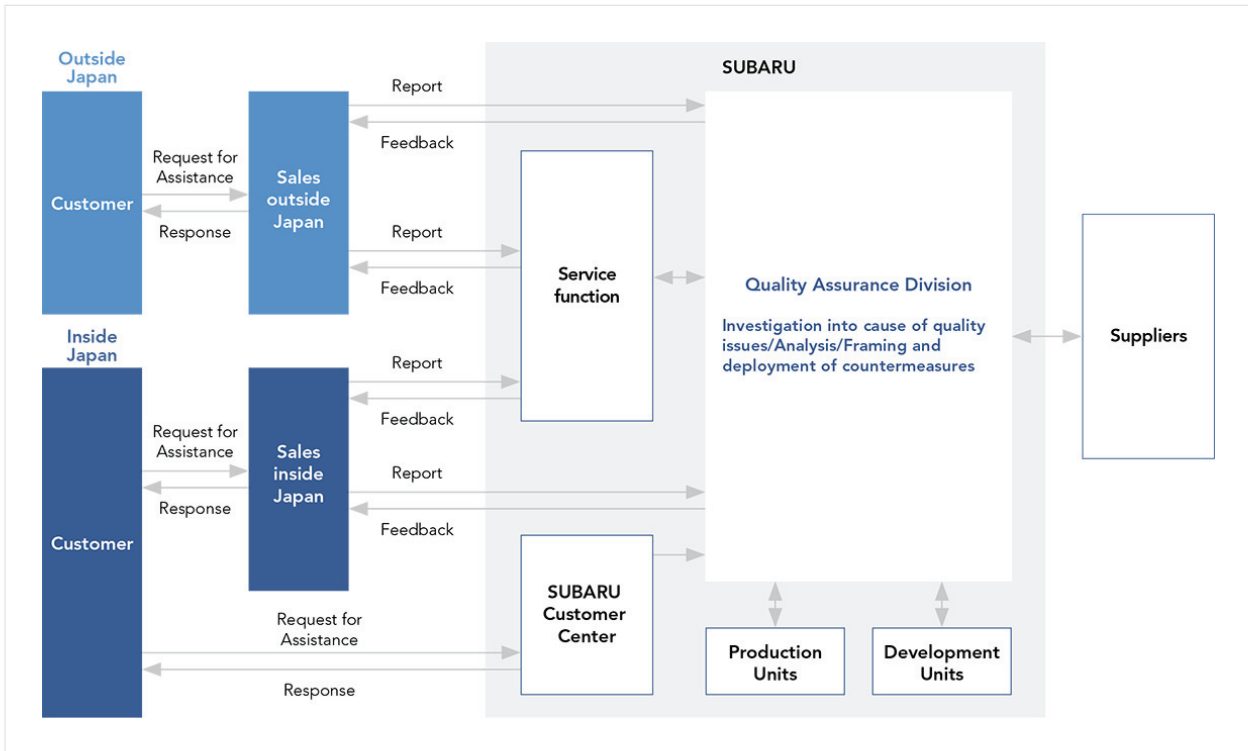 Outside
Japan
SUBARU
Report
Feedback
Request for
Assistance
Customer
Response
Sales
outside
Japan
Report
Feedback
Service
function
Quality Assurance Division
Investigation into cause of quality
issues/Analysis/Framing and
deployment of countermeasures
Suppliers
Inside
Japan
Report
Feedback
Request for
Assistance
Response
Sales
inside
Japan
Report
Feedback
Customer
SUBARU
Customer
Center
Request for
Assistance
Response
Production
Units
Development
Units